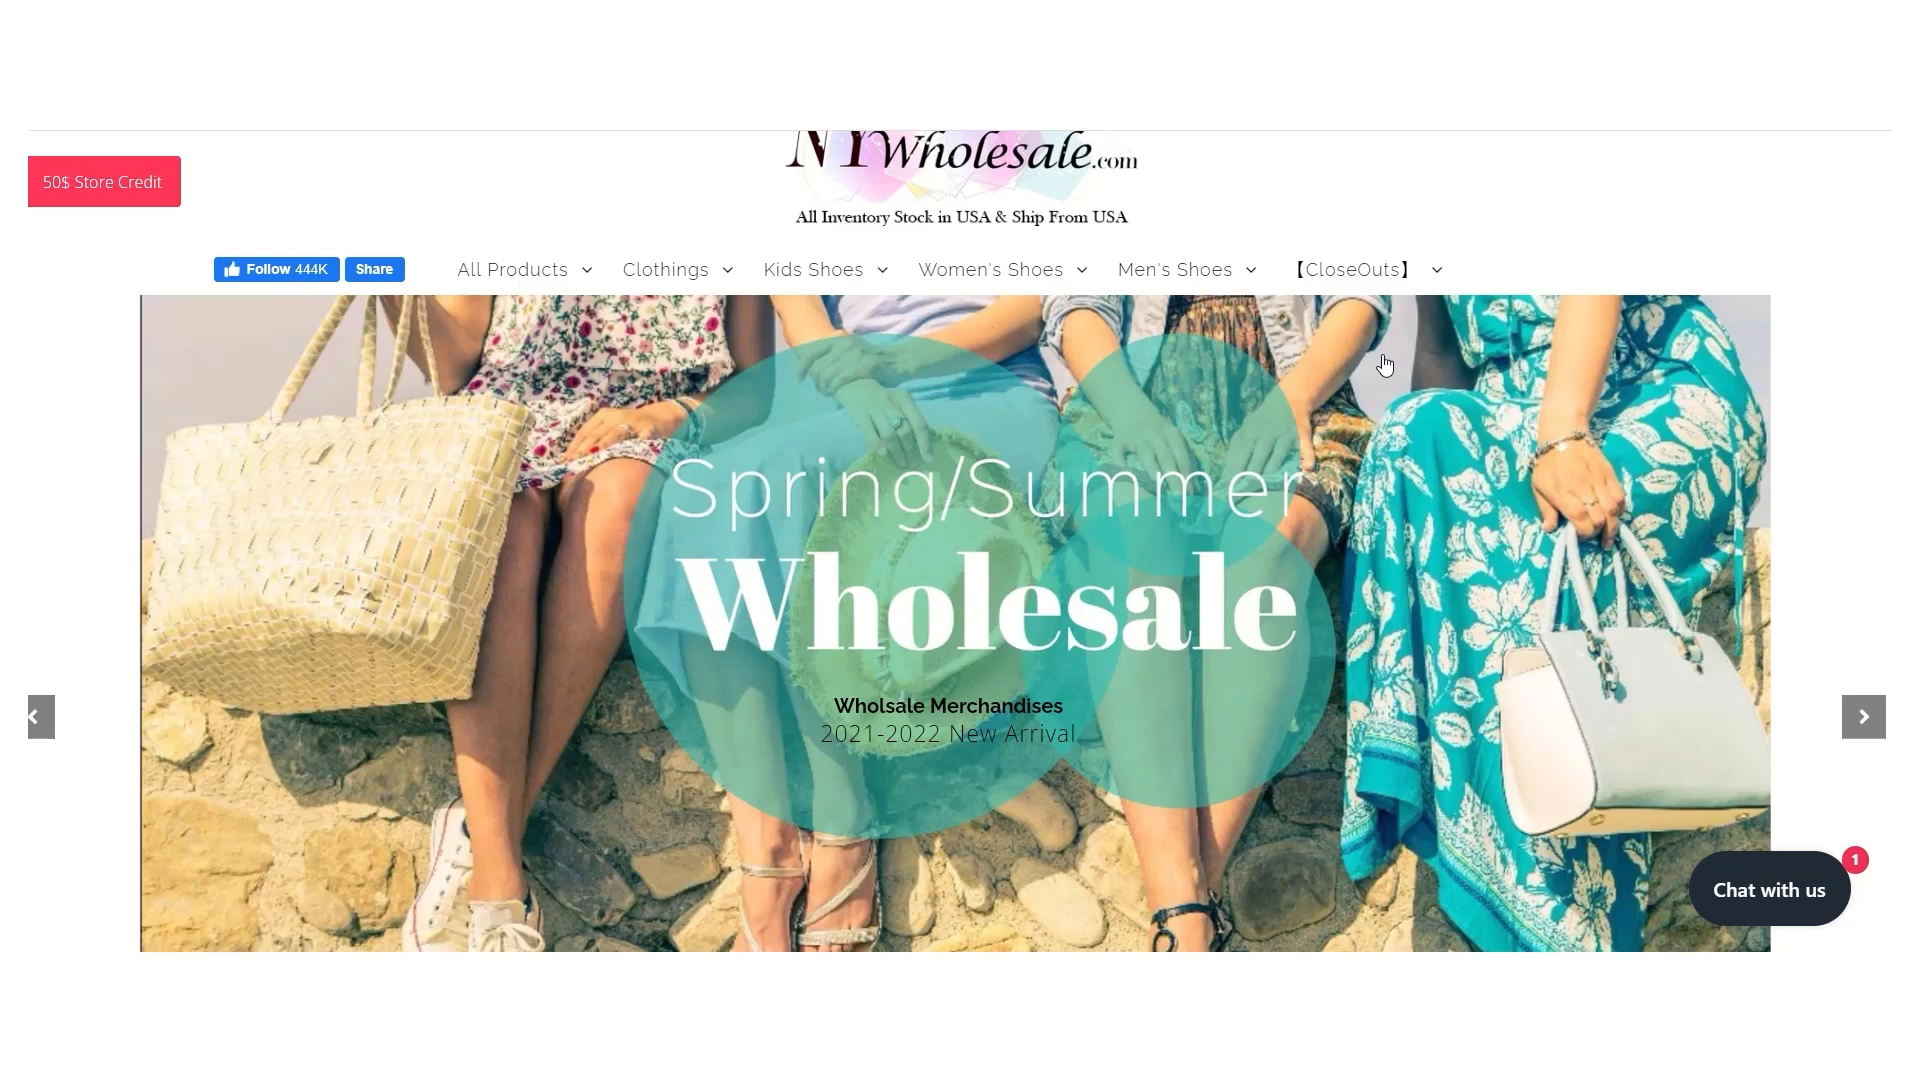 NYWholesale.com
50$ Store Credit
All Inventory Stock in USA & Ship From USA
Follow 444K Share
All Products Clothings Kids Shoes Women's Shoes Men's Shoes 【CloseOuts】
Spring/Summer
Wholesale
Wholsale Merchandises
2021-2022 New Arrival
1
Chat with us